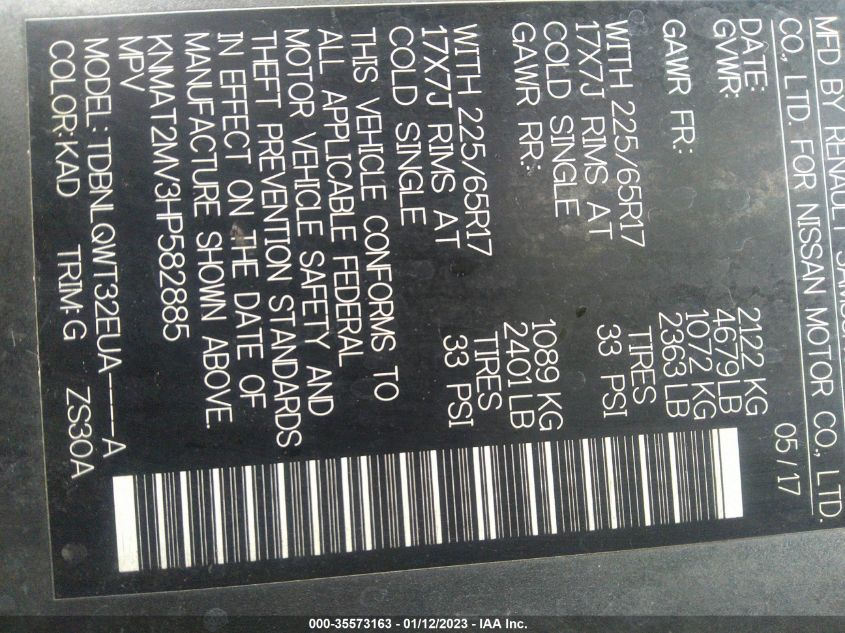 MFD BY RENAULT SAMSUNG
CO., LTD. FOR NISSAN MOTOR CO., LTD.
DATE: 05/17
GVWR: 2122 KG
4679LB
GAWR FR: 1072 KG
2363 LB
WITH 225/65R17 TIRES
17X7J RIMS AT 33 PSI
COLD SINGLE
GAWR RR: 1089 KG
2401 LB
WITH 225/65R17 TIRES
17X7J RIMS AT 33 PSI
COLD SINGLE
THIS VEHICLE CONFORMS TO
ALL APPLICABLE FEDERAL
MOTOR VEHICLE SAFETY AND
THEFT PREVENTION STANDARDS
IN EFFECT ON THE DATE OF
MANUFACTURE SHOWN ABOVE.
KNMAT2MV3HP582885
MPV
MODEL: TDBNLQWT32EUA----A
COLOR:KAD TRIM:G ZS30A
000-35573163 - 01/12/2023 - IAA Inc.